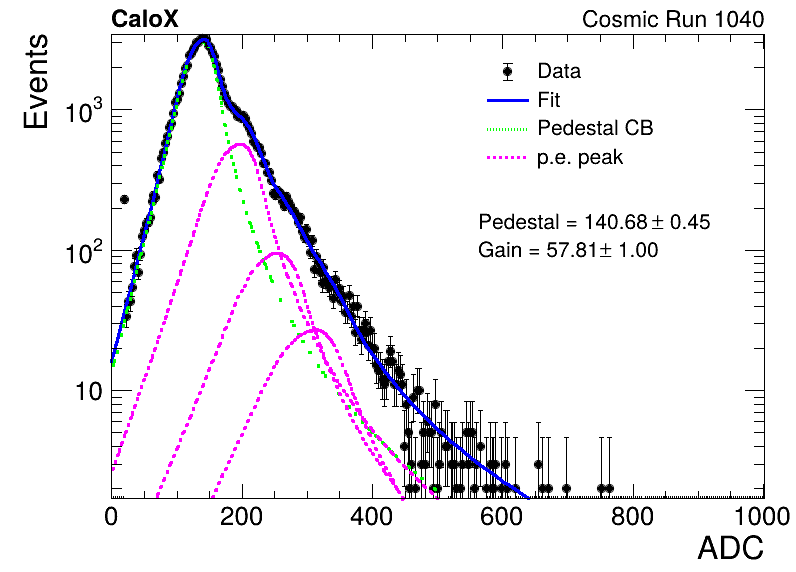 CaloX
Cosmic Run 1040
Events
10³
10²
10
Data
Fit
Pedestal CB
p.e. peak
Pedestal = 140.68± 0.45
Gain = 57.81± 1.00
0 200 400 600 800 1000
ADC